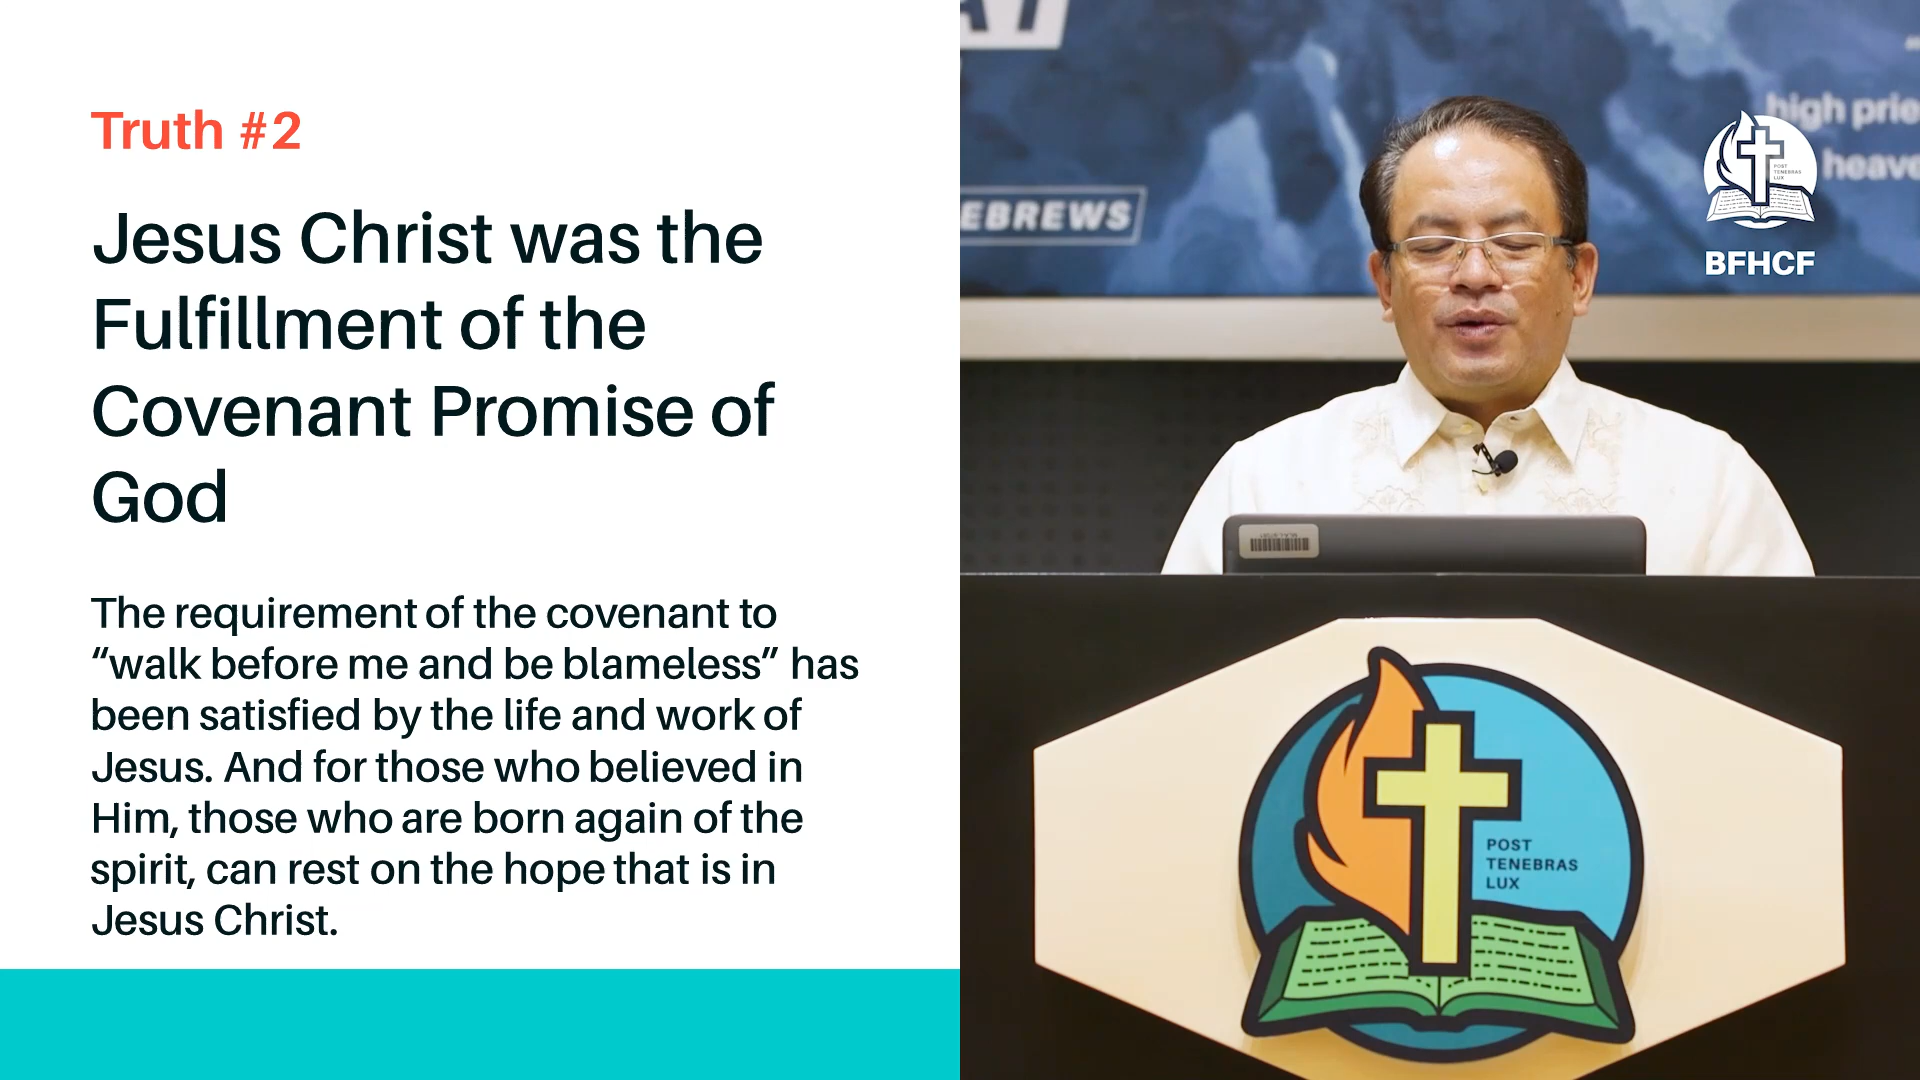 Truth #2
Jesus Christ was the
Fulfillment of the
Covenant Promise of
God
The requirement of the covenant to
“walk before me and be blameless” has
been satisfied by the life and work of
Jesus. And for those who believed in
Him, those who are born again of the
spirit, can rest on the hope that is in
Jesus Christ.
EBREWS
high prie
heave
POST
TENEBRAS
LUX
BFHCF
POST
TENEBRAS
LUX